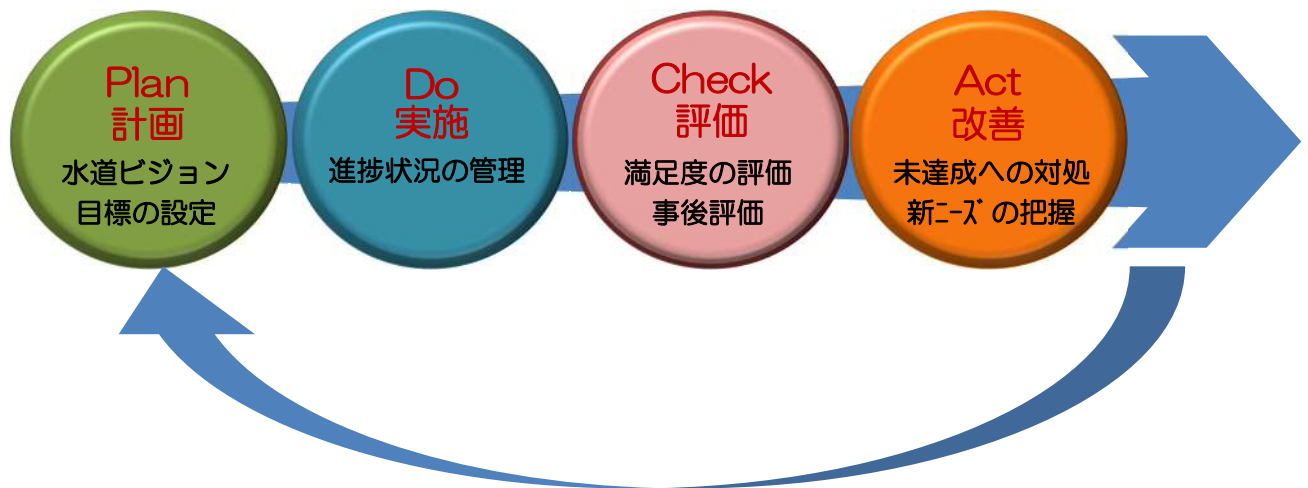 Plan
計画
水道ビジョン
目標の設定
Do
実施
進捗状況の管理
Check
評価
満足度の評価
事後評価
Act
改善
未達成への対処
新ﾆｰｽﾞの把握